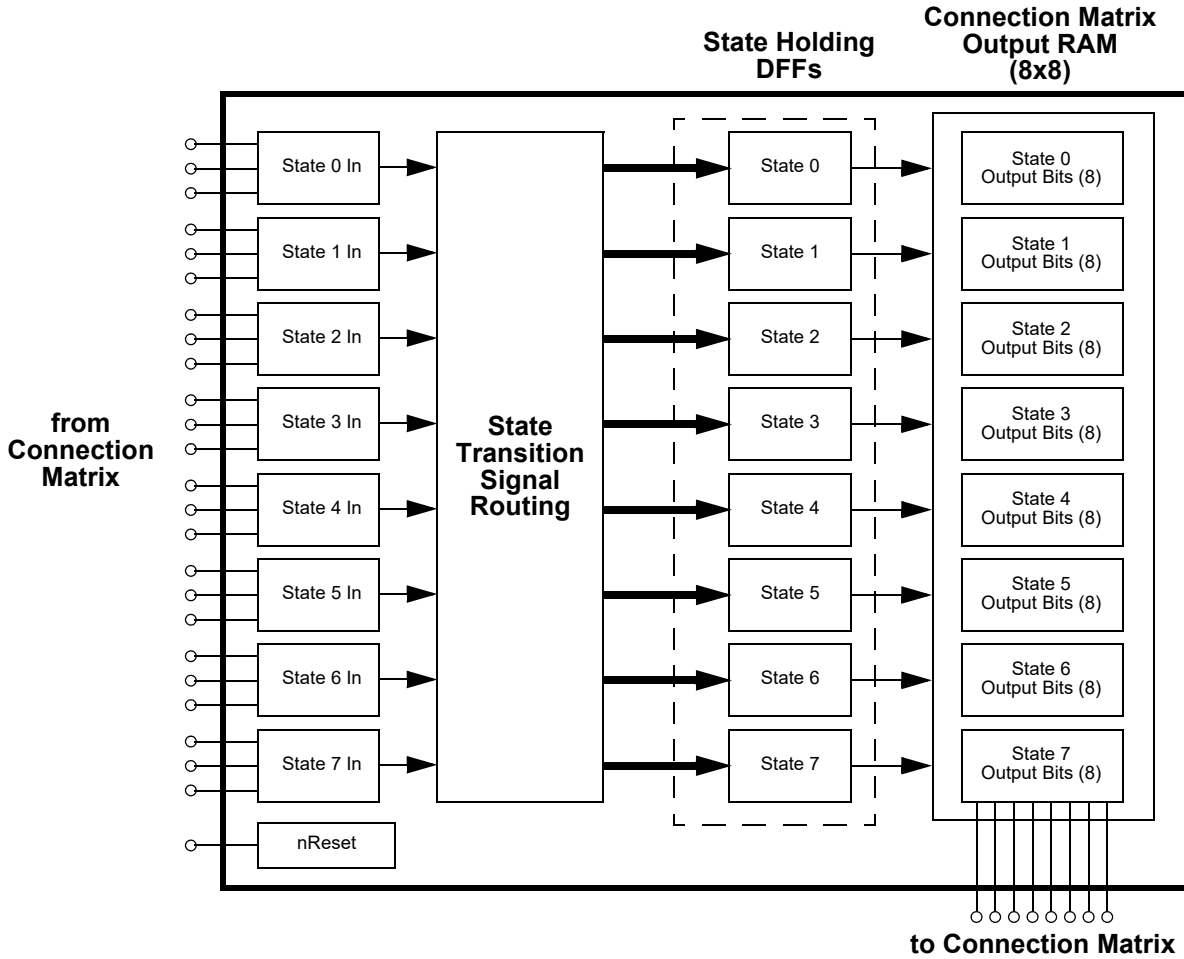 Connection Matrix
Output RAM
(8x8)
State Holding
DFFs
from
Connection
Matrix
State 0 In
State 1 In
State 2 In
State 3 In
State 4 In
State 5 In
State 6 In
State 7 In
nReset
State
Transition
Signal
Routing
State 0
State 1
State 2
State 3
State 4
State 5
State 6
State 7
State 0
Output Bits (8)
State 1
Output Bits (8)
State 2
Output Bits (8)
State 3
Output Bits (8)
State 4
Output Bits (8)
State 5
Output Bits (8)
State 6
Output Bits (8)
State 7
Output Bits (8)
to Connection Matrix